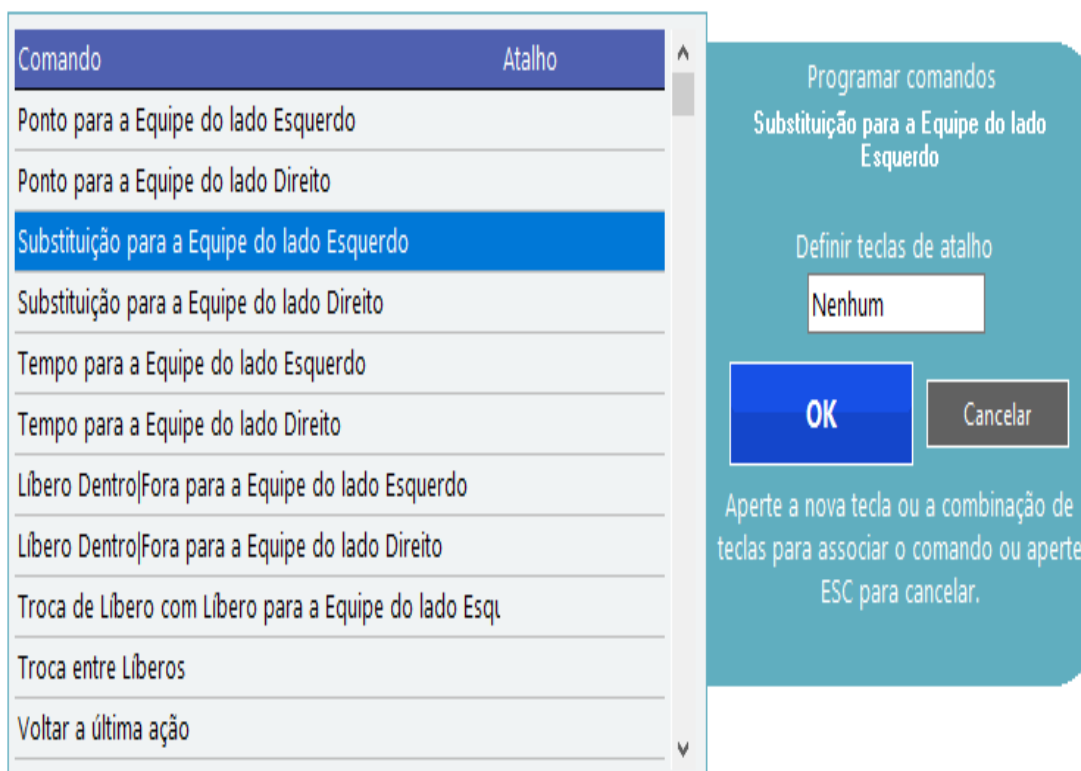 Comando Atalho
Ponto para a Equipe do lado Esquerdo
Ponto para a Equipe do lado Direito
Substituição para a Equipe do lado Esquerdo
Substituição para a Equipe do lado Direito
Tempo para a Equipe do lado Esquerdo
Tempo para a Equipe do lado Direito
Líbero Dentro|Fora para a Equipe do lado Esquerdo
Líbero Dentro|Fora para a Equipe do lado Direito
Troca de Líbero com Líbero para a Equipe do lado Esqu
Troca entre Líberos
Voltar a última ação
Programar comandos
Substituição para a Equipe do lado
Esquerdo
Definir teclas de atalho
Nenhum
OK
Cancelar
Aperte a nova tecla ou a combinação de
teclas para associar o comando ou aperte
ESC para cancelar.